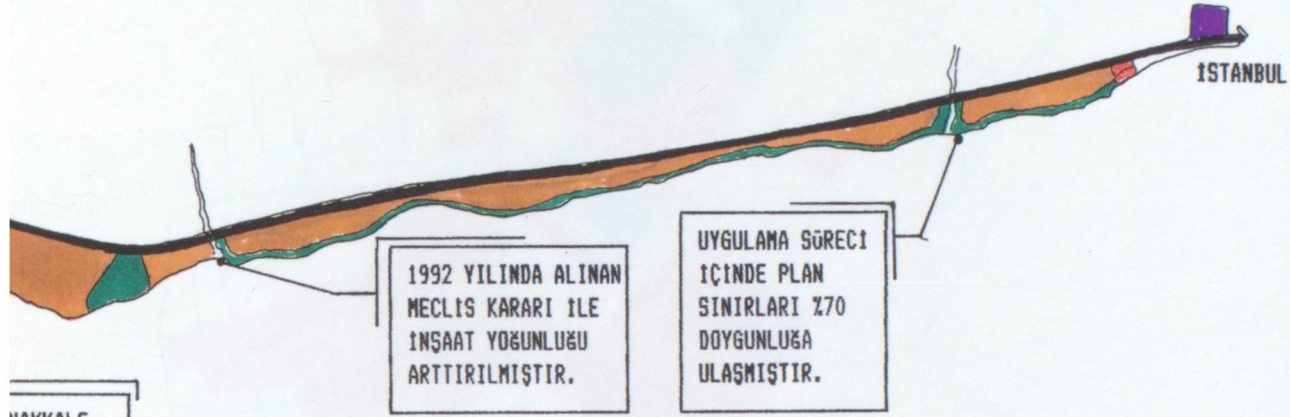 İSTANBUL
1992 YILINDA ALINAN
MECLİS KARARI İLE
İNŞAAT YOĞUNLUĞU
ARTTIRILMIŞTIR.
UYGULAMA SÜRECİ
İÇİNDE PLAN
SINIRLARI %70
DOYGUNLUĞA
ULAŞMIŞTIR.